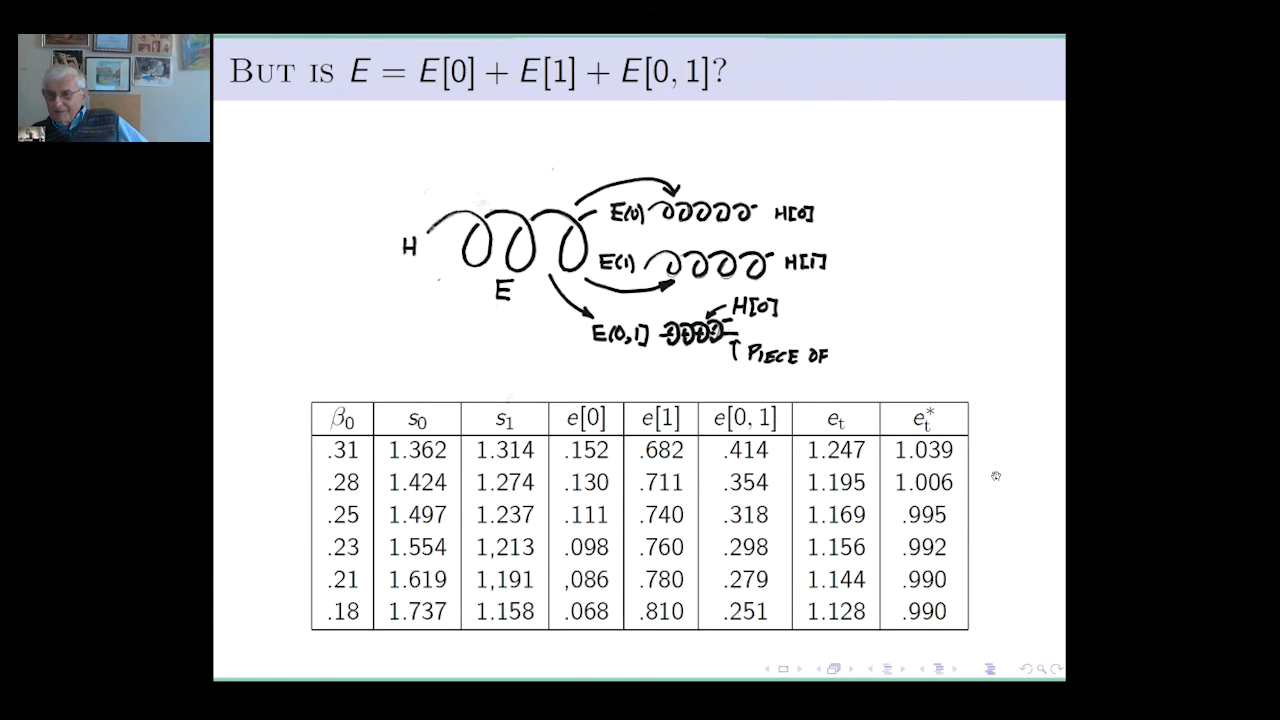 BUT IS E = E[0] + E[1] + E[0, 1]?
E(0) H[0]
H E(1) H[1]
E
H[0]
E(0,1]
PIECE OF
β₀ s₀ s₁ e[0] e[1] e[0, 1] eₜ eₜ*
.31 1.362 1.314 .152 .682 .414 1.247 1.039
.28 1.424 1.274 .130 .711 .354 1.195 1.006
.25 1.497 1.237 .111 .740 .318 1.169 .995
.23 1.554 1,213 .098 .760 .298 1.156 .992
.21 1.619 1,191 ,086 .780 .279 1.144 .990
.18 1.737 1.158 .068 .810 .251 1.128 .990